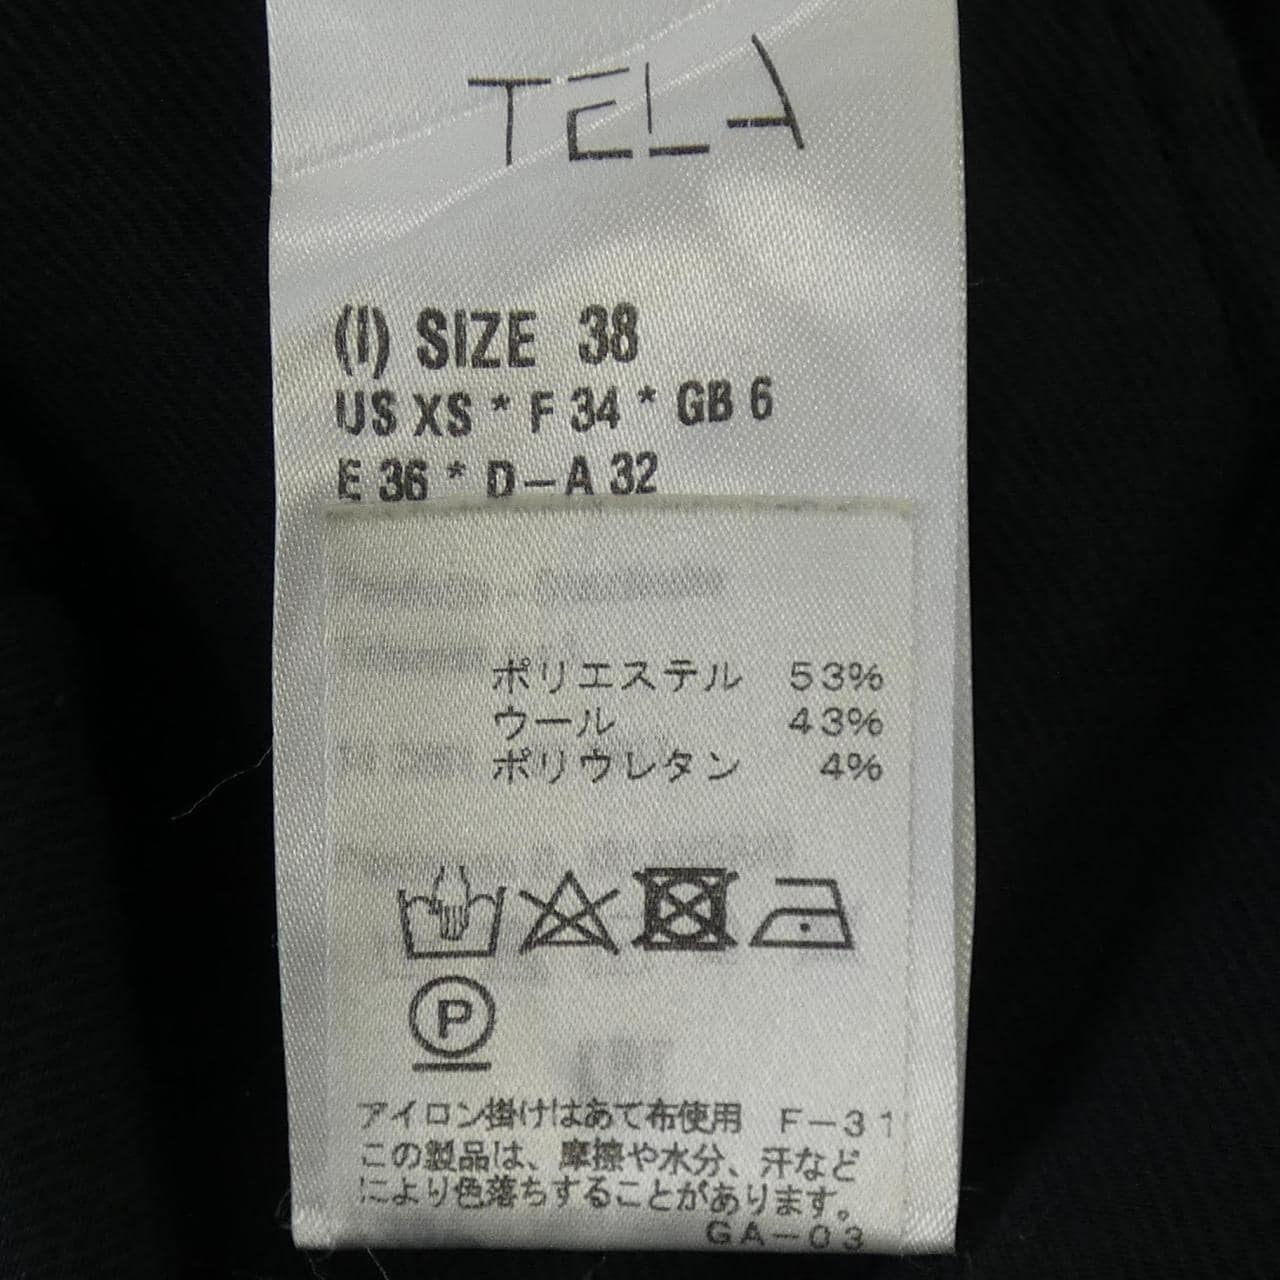 TELA
(I) SIZE 38
US XS * F 34 * GB 6
E 36 * D-A 32
ポリエステル 53%
ウール 43%
ポリウレタン 4%
P
アイロン掛けはあて布使用 F-31
この製品は、摩擦や水分、汗など
により色落ちすることがあります。
GA-03